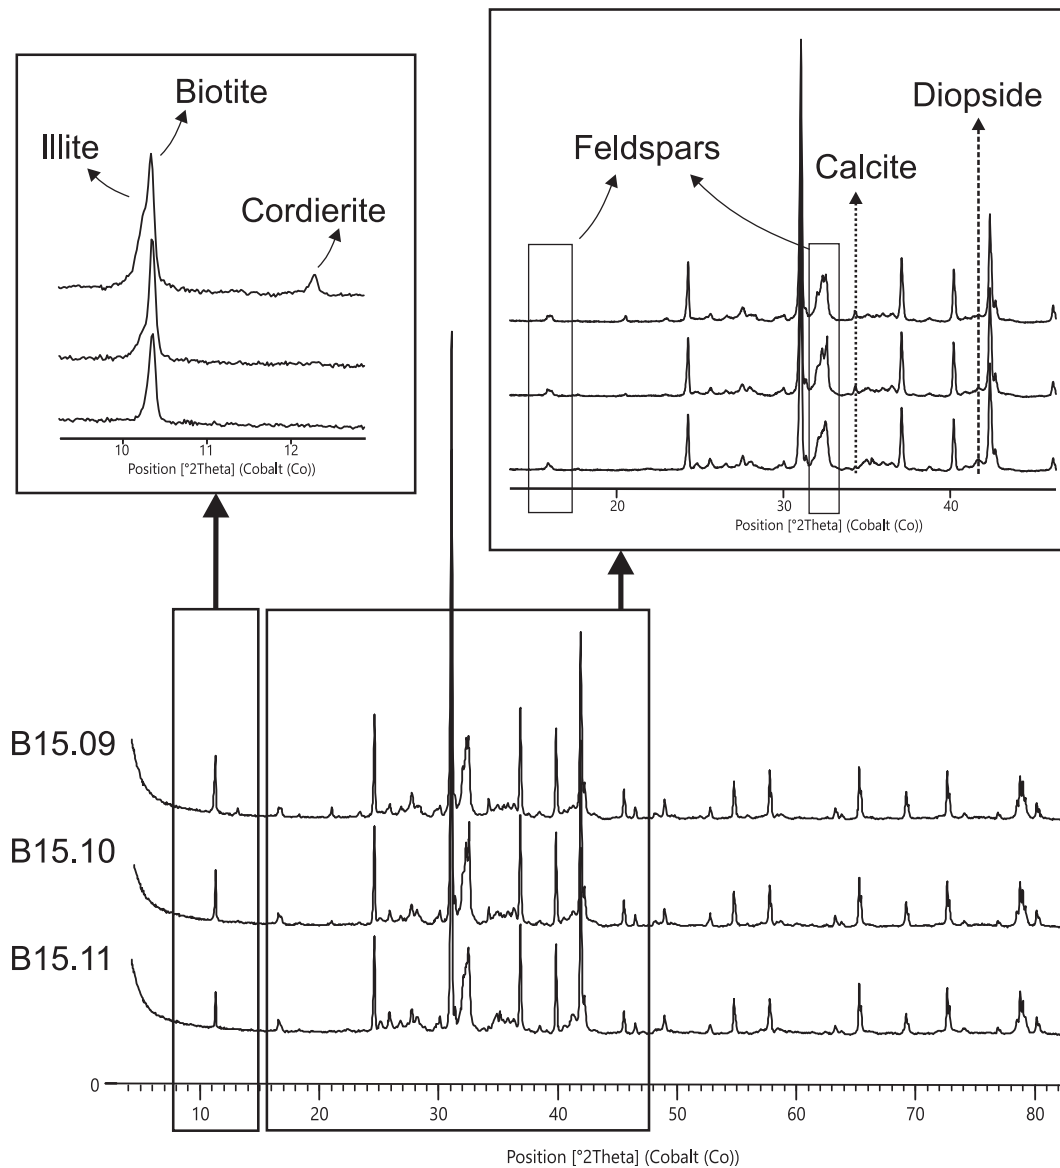 Biotite
Illite
Cordierite
10 11 12
Position [°2Theta] (Cobalt (Co))
Diopside
Feldspars
Calcite
20 30 40
Position [°2Theta] (Cobalt (Co))
B15.09
B15.10
B15.11
0
10 20 30 40 50 60 70 80
Position [°2Theta] (Cobalt (Co))